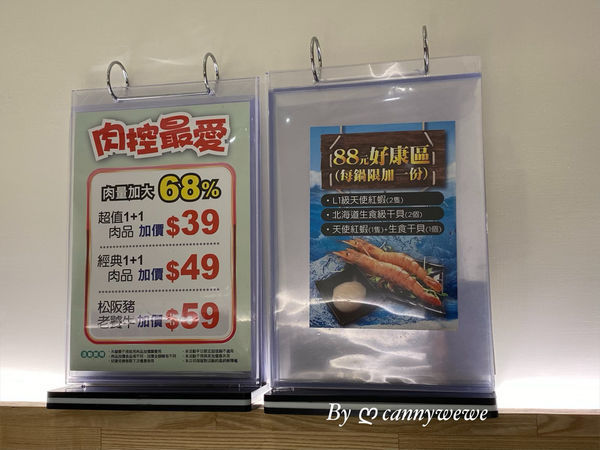 肉控最愛
肉量加大 68%
超值1+1
肉品 加價 $39
經典1+1
肉品 加價 $49
松阪豬
老饕牛 加價 $59
88元好康區
(每鍋限加一份)
• L1級天使紅蝦(2隻)
• 北海道生食級干貝(2個)
• 天使紅蝦(1隻)+生食干貝(1個)
By ღ cannywewe